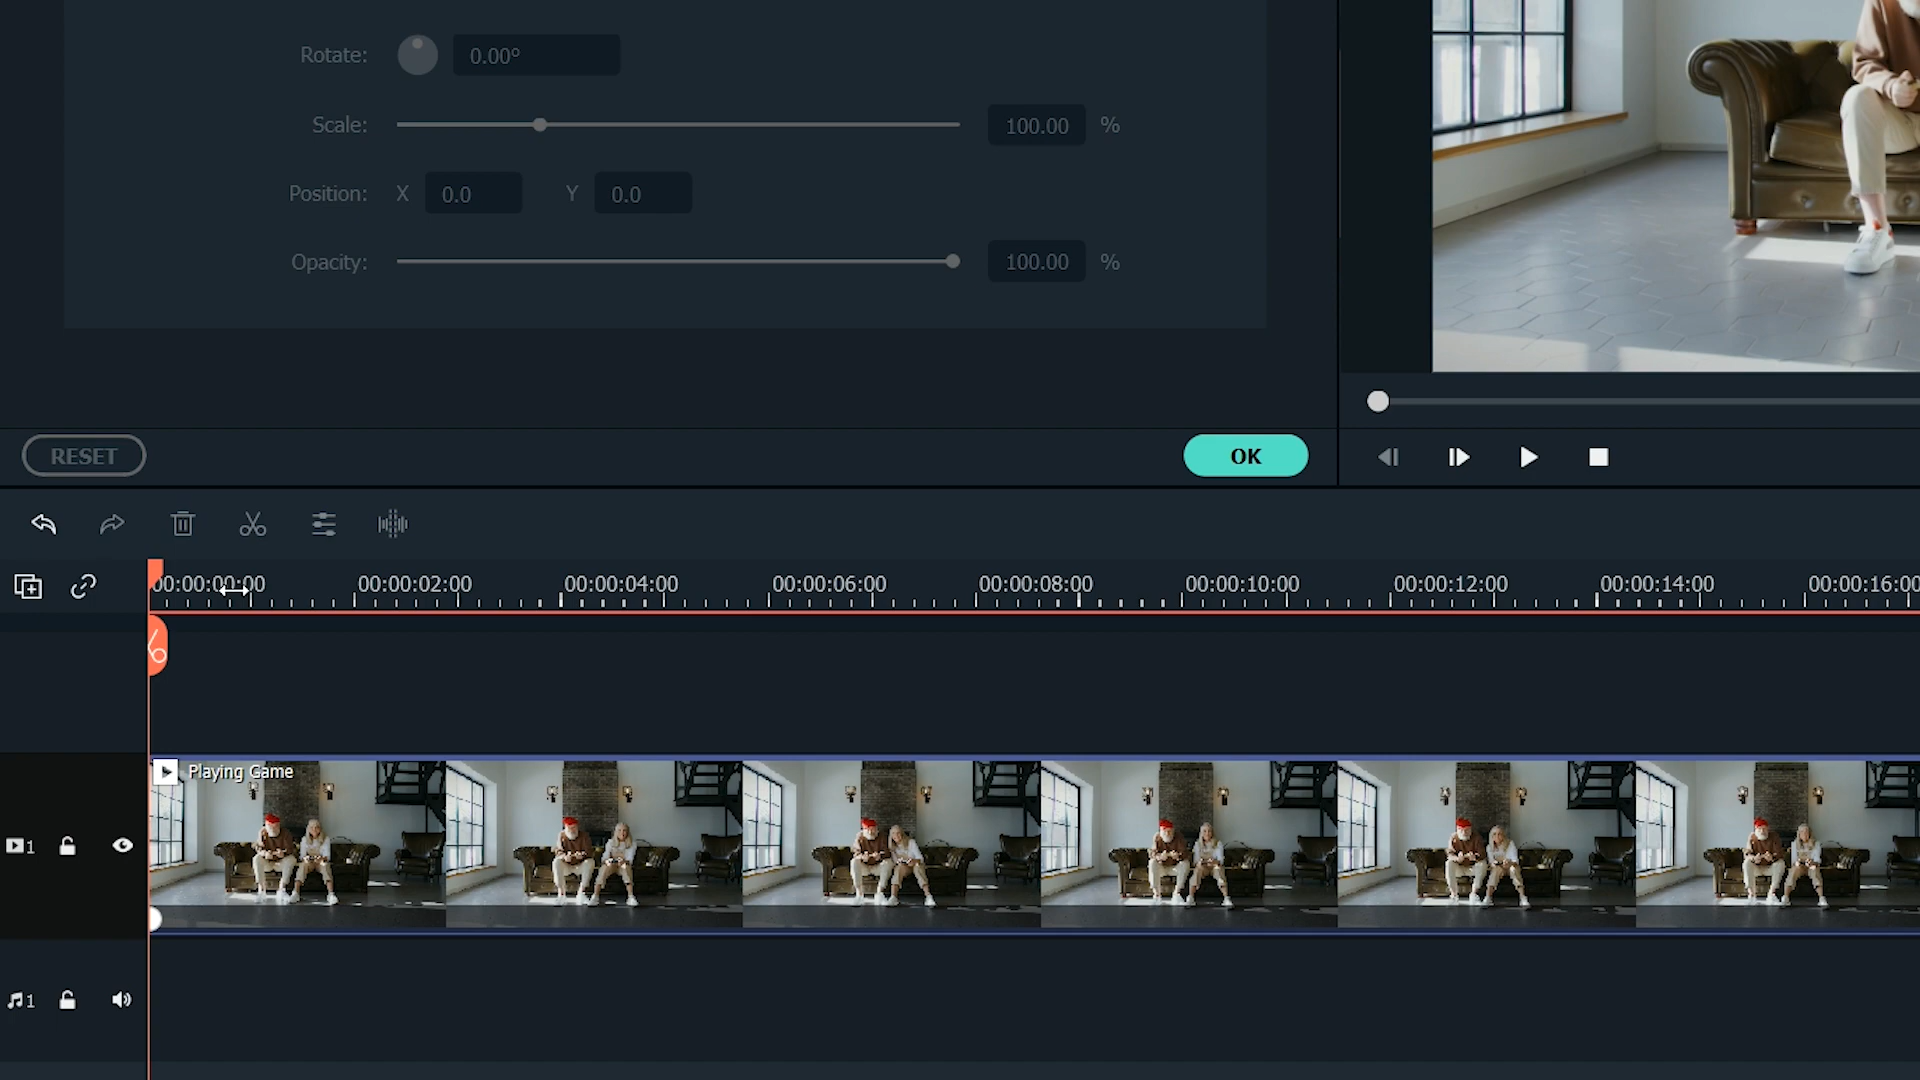 Rotate: 0.00°
Scale: 100.00 %
Position: X 0.0 Y 0.0
Opacity: 100.00 %
RESET OK
00:00:00:00 00:00:02:00 00:00:04:00 00:00:06:00 00:00:08:00 00:00:10:00 00:00:12:00 00:00:14:00 00:00:16:00
Playing Game
1
1